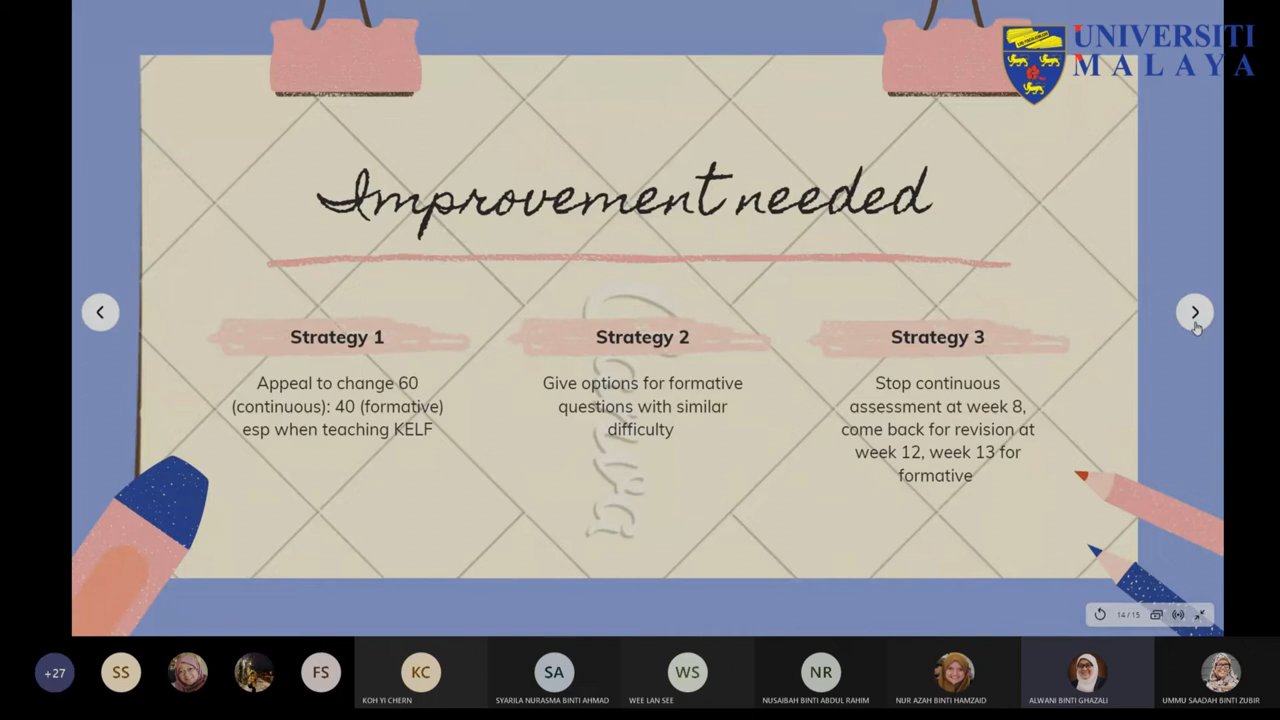 UNIVERSITI
MALAYA
Improvement needed
Strategy 1
Appeal to change 60
(continuous): 40 (formative)
esp when teaching KELF
Strategy 2
Give options for formative
questions with similar
difficulty
Strategy 3
Stop continuous
assessment at week 8,
come back for revision at
week 12, week 13 for
formative
Canva
14 / 15
+27
SS
FS
KC
KOH YI CHERN
SA
SYARILA NURASMA BINTI AHMAD
WS
WEE LAN SEE
NR
NUSAIBAH BINTI ABDUL RAHIM
NUR AZAH BINTI HAMZAID
ALWANI BINTI GHAZALI
UMMU SAADAH BINTI ZUBIR